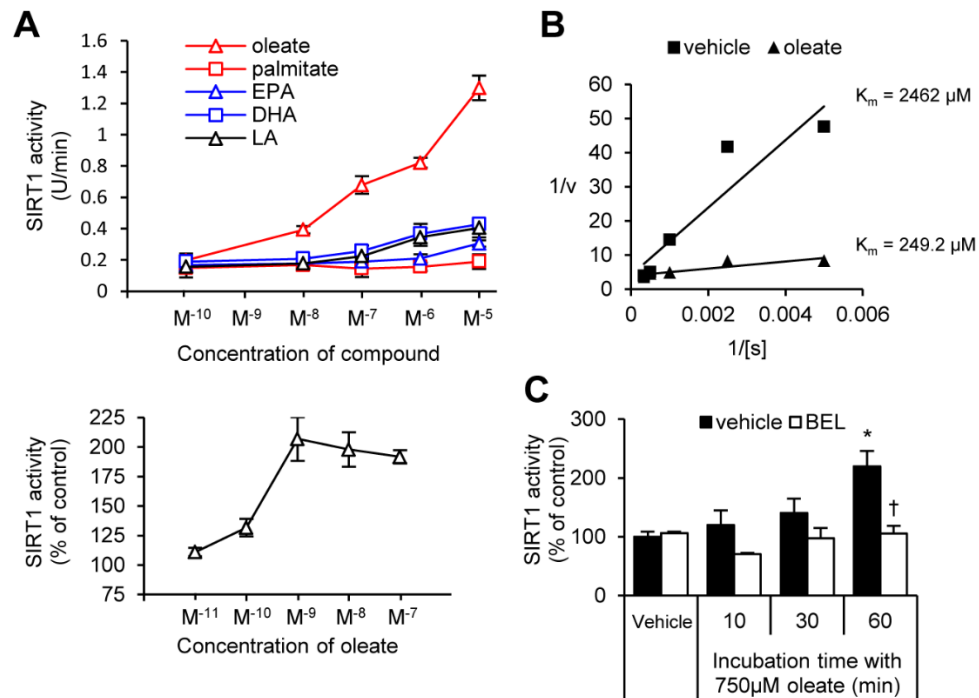 A
1.6
1.4
1.2
1
0.8
0.6
0.4
0.2
0
SIRT1 activity
(U/min)
oleate
palmitate
EPA
DHA
LA
M-10 M-9 M-8 M-7 M-6 M-5
Concentration of compound
225
200
175
150
125
100
75
SIRT1 activity
(% of control)
M-11 M-10 M-9 M-8 M-7
Concentration of oleate
B
vehicle oleate
60
50
40
30
20
10
0
1/v
Km = 2462 µM
Km = 249.2 µM
0 0.002 0.004 0.006
1/[s]
C
vehicle BEL
300
200
100
0
SIRT1 activity
(% of control)
*
†
Vehicle 10 30 60
Incubation time with
750µM oleate (min)